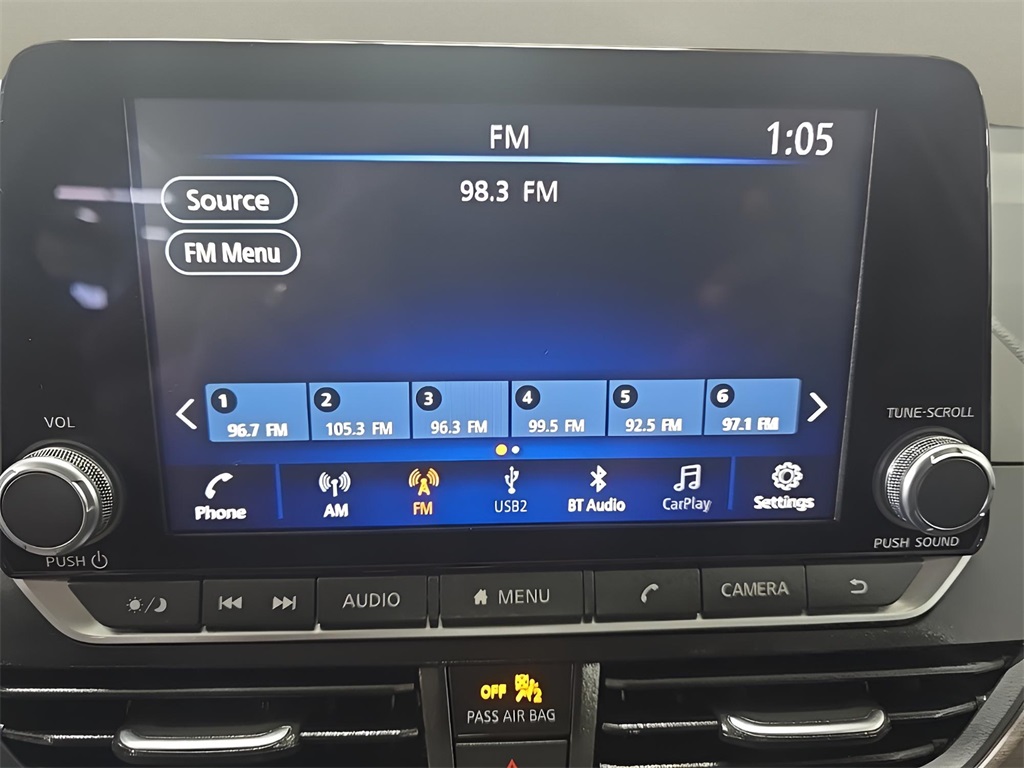 FM
1:05
Source
98.3 FM
FM Menu
1 2 3 4 5 6
96.7 FM 105.3 FM 96.3 FM 99.5 FM 92.5 FM 97.1 FM
VOL
TUNE-SCROLL
Phone AM FM USB2 BT Audio CarPlay Settings
PUSH
PUSH SOUND
AUDIO MENU CAMERA
OFF 2
PASS AIR BAG